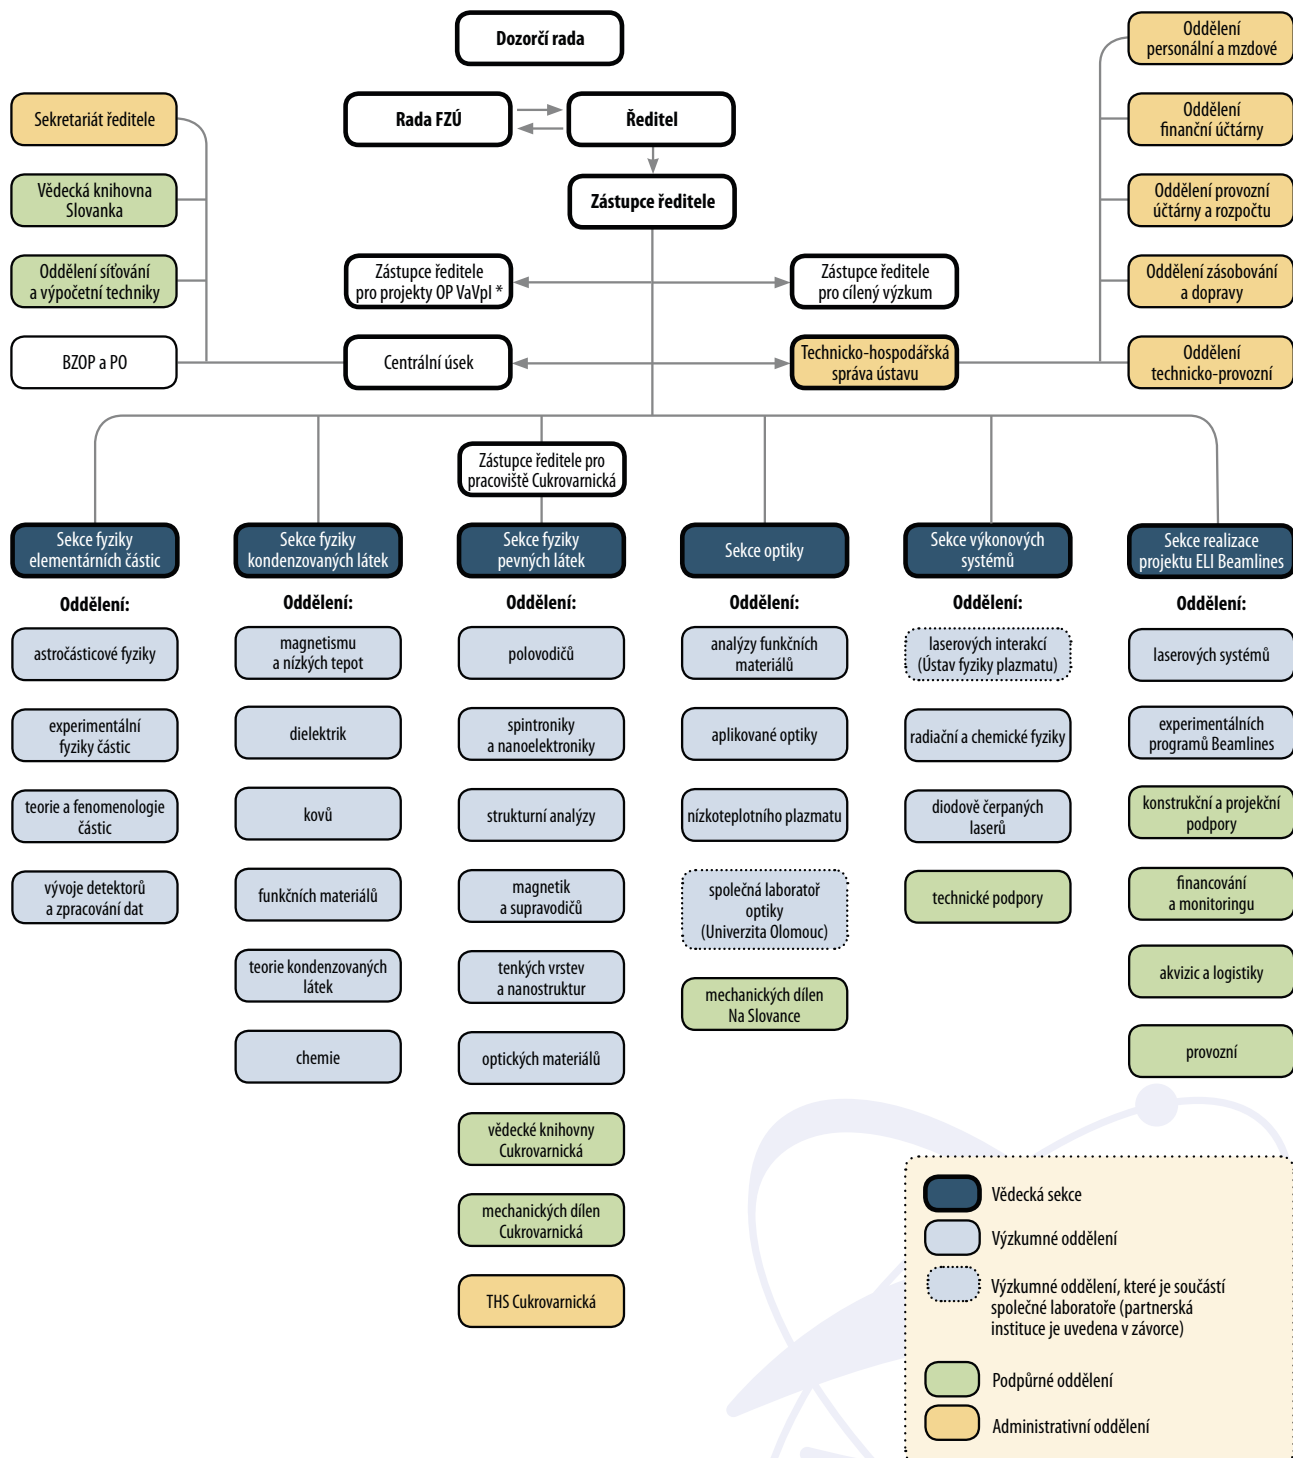 Dozorčí rada
Rada FZÚ
Ředitel
Zástupce ředitele
Zástupce ředitele
pro projekty OP VaVpI *
Zástupce ředitele
pro cílený výzkum
Centrální úsek
Technicko-hospodářská
správa ústavu
Sekretariát ředitele
Vědecká knihovna
Slovanka
Oddělení síťování
a výpočetní techniky
BZOP a PO
Oddělení
personální a mzdové
Oddělení
finanční účtárny
Oddělení provozní
účtárny a rozpočtu
Oddělení zásobování
a dopravy
Oddělení
technicko-provozní
Zástupce ředitele pro
pracoviště Cukrovarnická
Sekce fyziky
elementárních částic
Oddělení:
astročásticové fyziky
experimentální
fyziky částic
teorie a fenomenologie
částic
vývoje detektorů
a zpracování dat
Sekce fyziky
kondenzovaných látek
Oddělení:
magnetismu
a nízkých tepot
dielektrik
kovů
funkčních materiálů
teorie kondenzovaných
látek
chemie
Sekce fyziky
pevných látek
Oddělení:
polovodičů
spintroniky
a nanoelektroniky
strukturní analýzy
magnetik
a supravodičů
tenkých vrstev
a nanostruktur
optických materiálů
vědecké knihovny
Cukrovarnická
mechanických dílen
Cukrovarnická
THS Cukrovarnická
Sekce optiky
Oddělení:
analýzy funkčních
materiálů
aplikované optiky
nízkoteplotního plazmatu
společná laboratoř
optiky
(Univerzita Olomouc)
mechanických dílen
Na Slovance
Sekce výkonových
systémů
Oddělení:
laserových interakcí
(Ústav fyziky plazmatu)
radiační a chemické fyziky
diodově čerpaných
laserů
technické podpory
Sekce realizace
projektu ELI Beamlines
Oddělení:
laserových systémů
experimentálních
programů Beamlines
konstrukční a projekční
podpory
financování
a monitoringu
akvizic a logistiky
provozní
Vědecká sekce
Výzkumné oddělení
Výzkumné oddělení, které je součástí
společné laboratoře (partnerská
instituce je uvedena v závorce)
Podpůrné oddělení
Administrativní oddělení